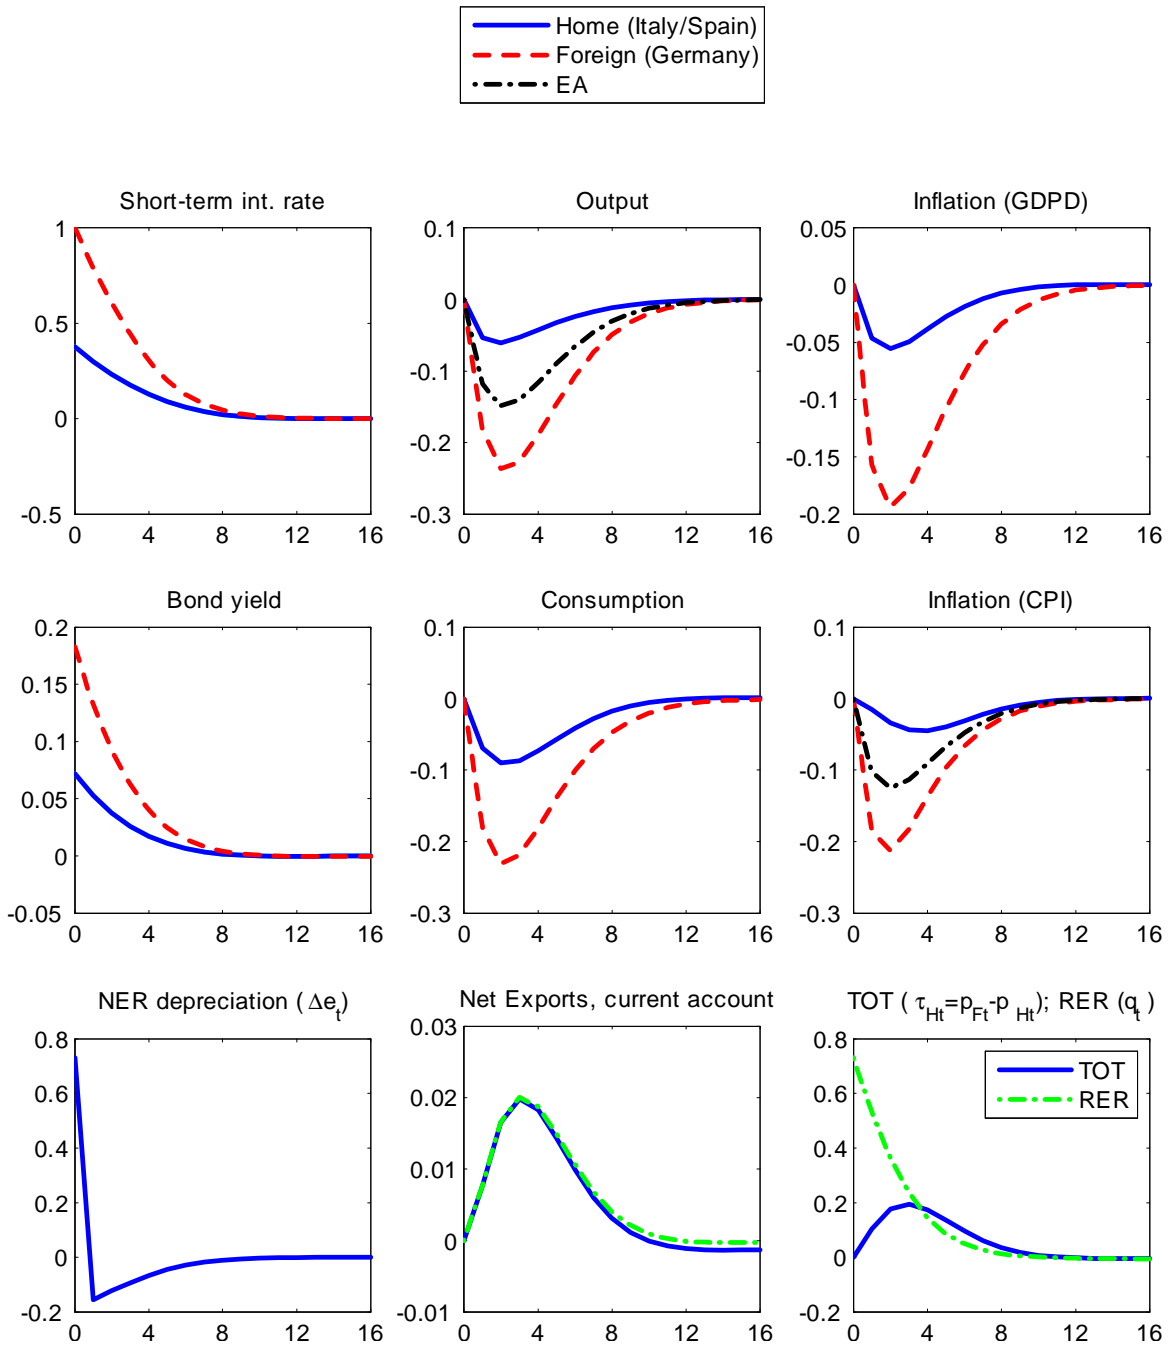 Home (Italy/Spain)
Foreign (Germany)
EA
Short-term int. rate
Output
Inflation (GDPD)
1
0.5
0
-0.5
0 4 8 12 16
0.1
0
-0.1
-0.2
-0.3
0 4 8 12 16
0.05
0
-0.05
-0.1
-0.15
-0.2
0 4 8 12 16
Bond yield
Consumption
Inflation (CPI)
0.2
0.15
0.1
0.05
0
-0.05
0 4 8 12 16
0.1
0
-0.1
-0.2
-0.3
0 4 8 12 16
0.1
0
-0.1
-0.2
-0.3
0 4 8 12 16
NER depreciation (Δet)
Net Exports, current account
TOT (τHt=pFt-pHt); RER (qt)
0.8
0.6
0.4
0.2
0
-0.2
0 4 8 12 16
0.03
0.02
0.01
0
-0.01
0 4 8 12 16
0.8
0.6
0.4
0.2
0
-0.2
0 4 8 12 16
TOT
RER